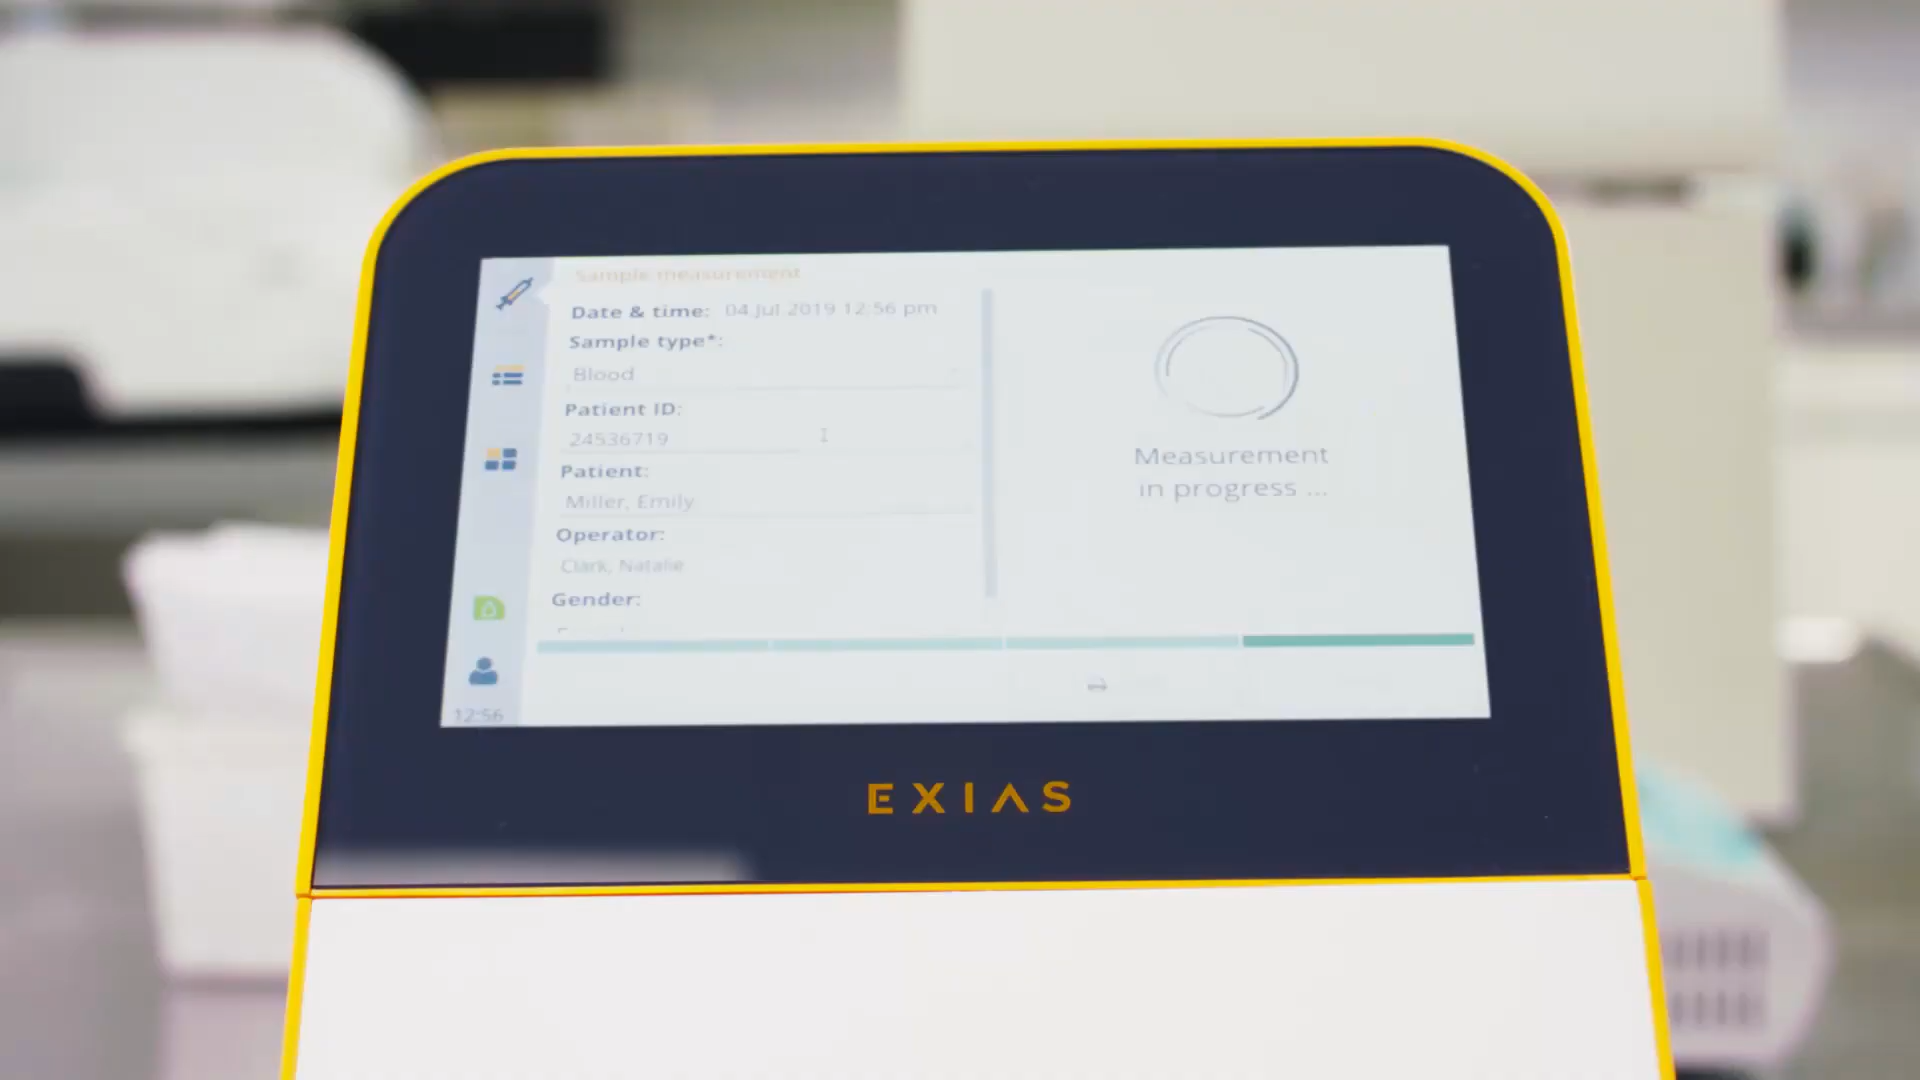 Sample measurement
Date & time: 04 Jul 2019 12:56 pm
Sample type*:
Blood
Patient ID:
24536719
Patient:
Miller, Emily
Operator:
Clark, Natalie
Gender:
Measurement
in progress ...
12:56
EXIAS